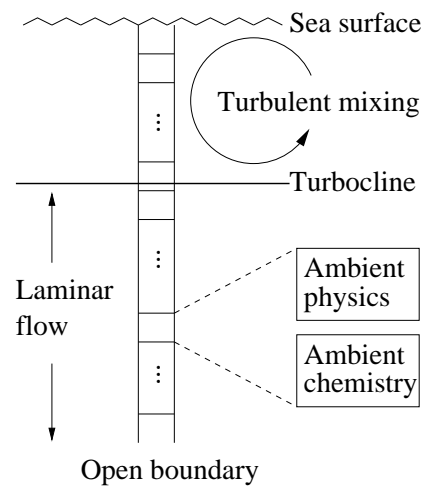 Sea surface
Turbulent mixing
Turbocline
Laminar
flow
Ambient
physics
Ambient
chemistry
Open boundary